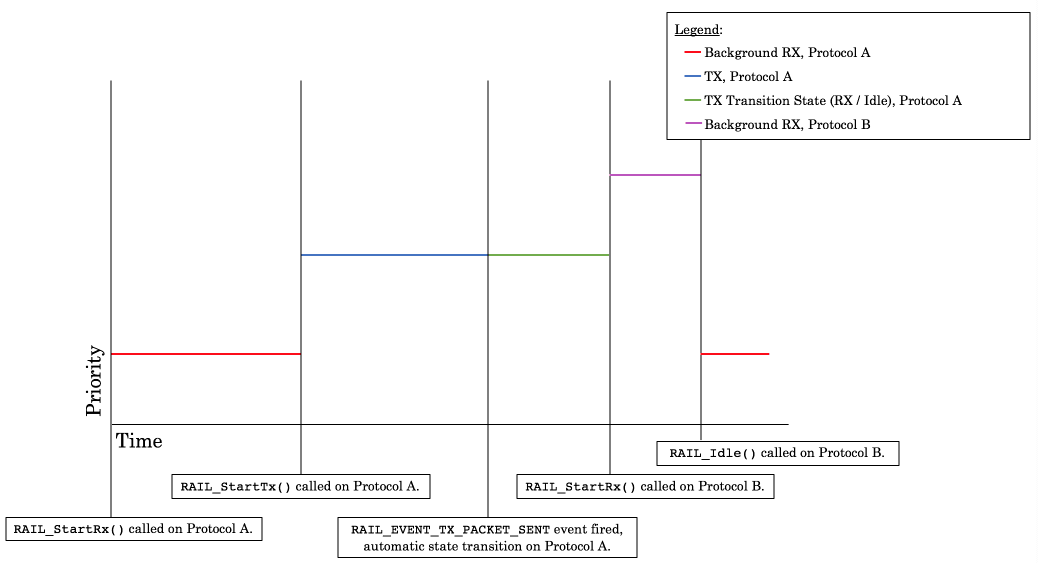 Legend:
Background RX, Protocol A
TX, Protocol A
TX Transition State (RX / Idle), Protocol A
Background RX, Protocol B
Priority
Time
RAIL_Idle() called on Protocol B.
RAIL_StartTx() called on Protocol A.
RAIL_StartRx() called on Protocol B.
RAIL_StartRx() called on Protocol A.
RAIL_EVENT_TX_PACKET_SENT event fired,
automatic state transition on Protocol A.